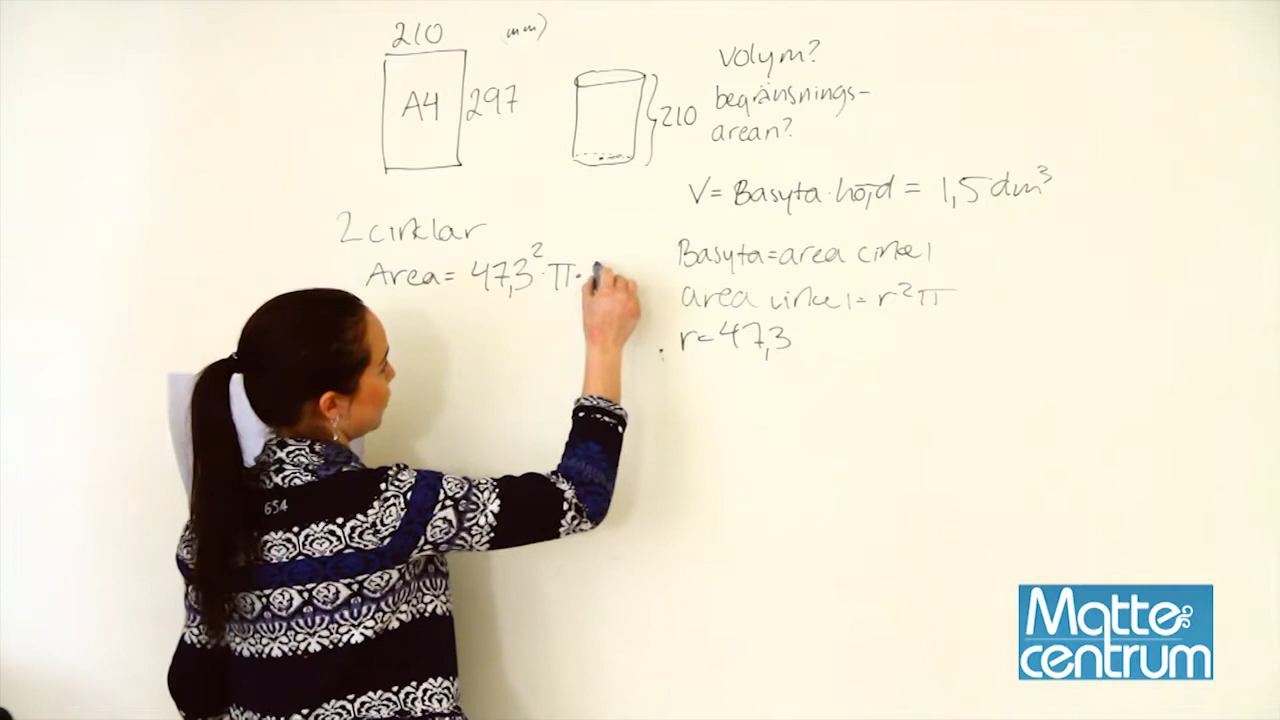 210 mm)
A4 297
210
volym?
begränsnings-
arean?
V = Basyta · höjd = 1,5 dm³
2 cirklar
Area = 47,3² · π ·
Basyta = area cirkel
area cirkel = r² π
r = 47,3
654
Matte
centrum